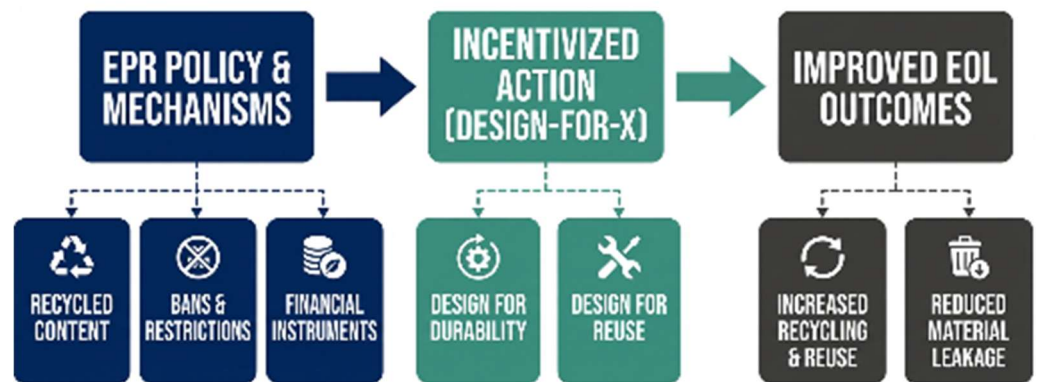 EPR POLICY &
MECHANISMS
INCENTIVIZED
ACTION
(DESIGN-FOR-X)
IMPROVED EOL
OUTCOMES
RECYCLED
CONTENT
BANS &
RESTRICTIONS
FINANCIAL
INSTRUMENTS
DESIGN FOR
DURABILITY
DESIGN FOR
REUSE
INCREASED
RECYCLING
& REUSE
REDUCED
MATERIAL
LEAKAGE